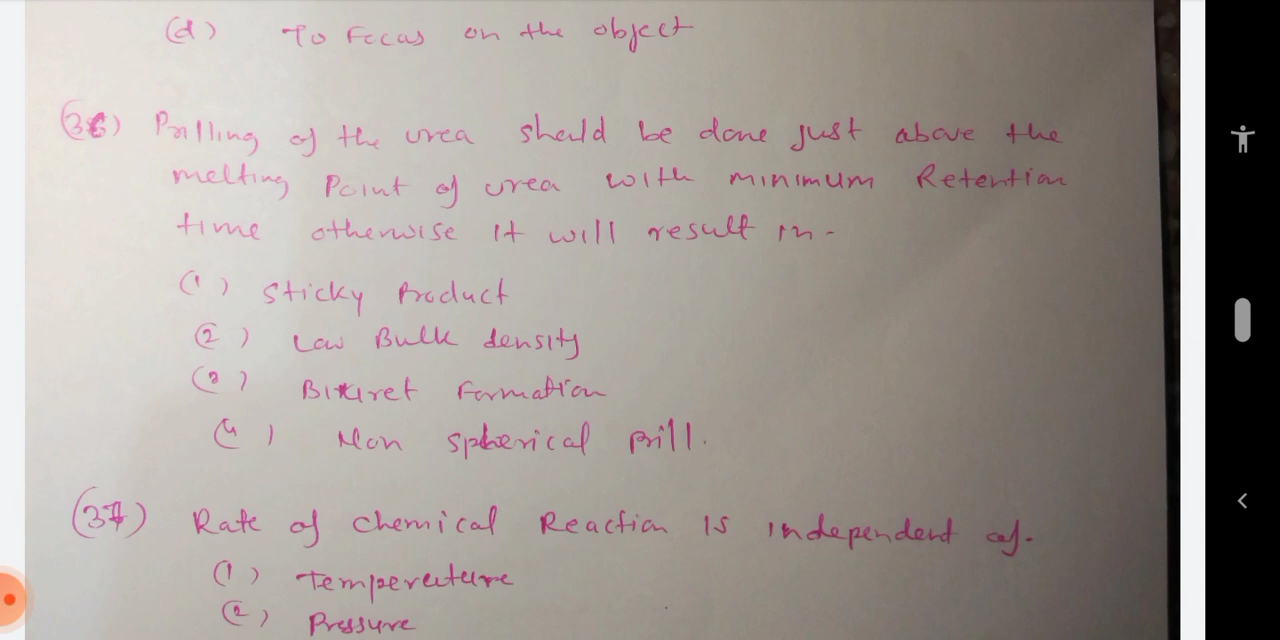 (d) To Focus on the object
(36) Prilling of the urea should be done just above the
melting Point of urea with minimum Retention
time otherwise it will result in-
(1) Sticky Product
(2) Low Bulk density
(3) Biuret Formation
(4) Non spherical prill.
(37) Rate of chemical Reaction is independent of.
(1) Temperature
(2) Pressure